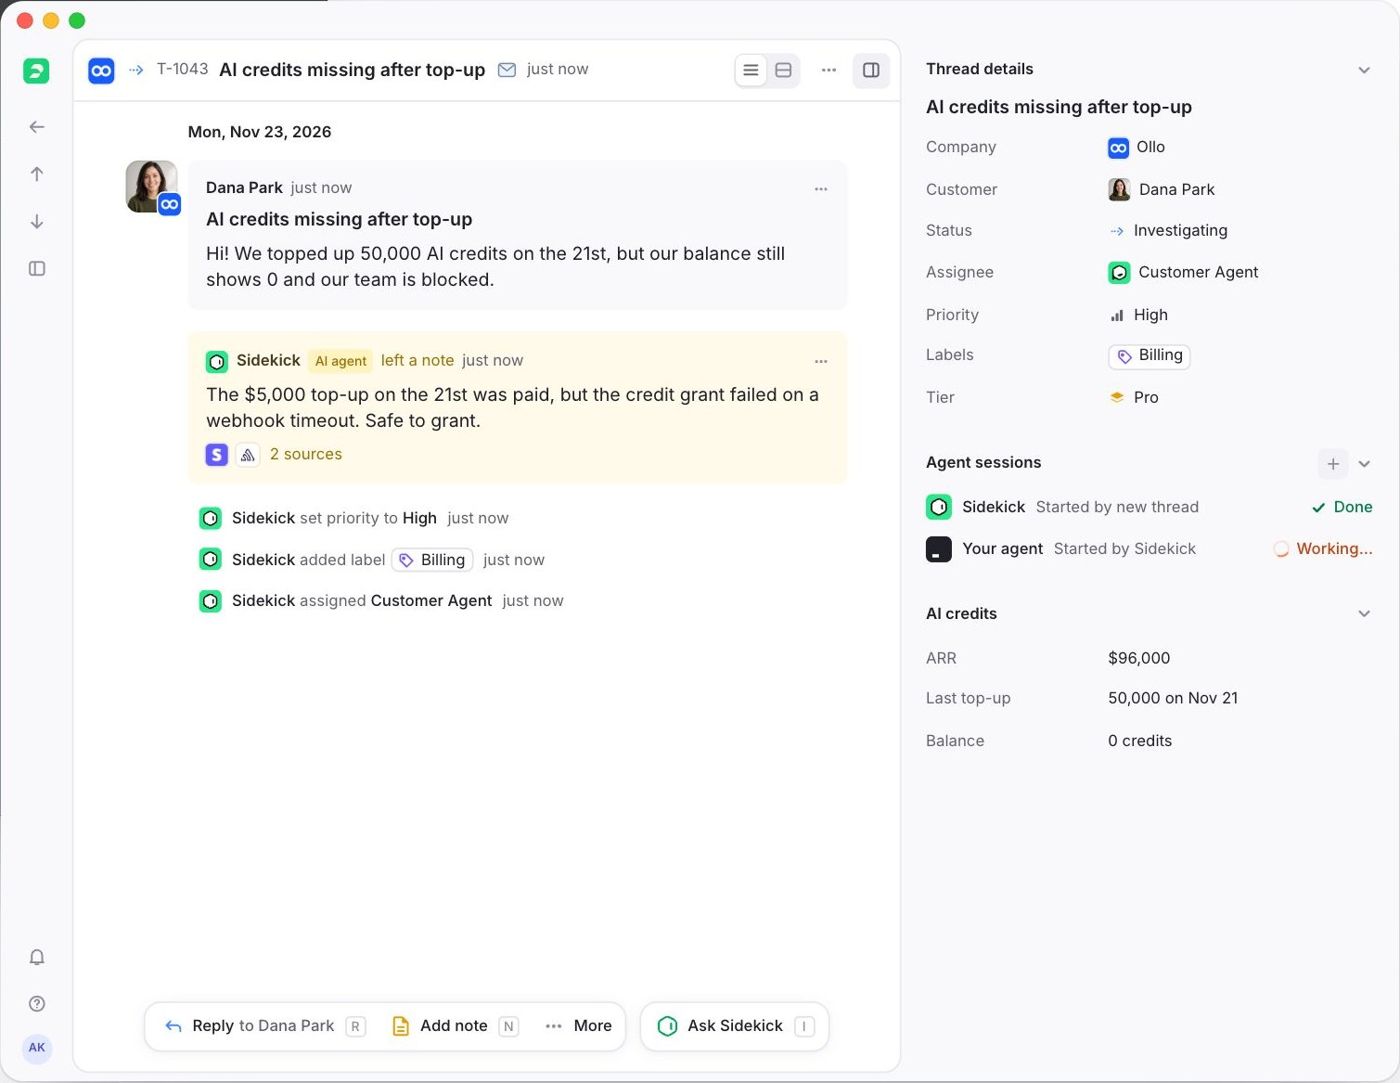 T-1043 AI credits missing after top-up just now
Mon, Nov 23, 2026
Dana Park just now
AI credits missing after top-up
Hi! We topped up 50,000 AI credits on the 21st, but our balance still
shows 0 and our team is blocked.
Sidekick AI agent left a note just now
The $5,000 top-up on the 21st was paid, but the credit grant failed on a
webhook timeout. Safe to grant.
S 2 sources
Sidekick set priority to High just now
Sidekick added label Billing just now
Sidekick assigned Customer Agent just now
Reply to Dana Park R Add note N More Ask Sidekick I
AK
Thread details
AI credits missing after top-up
Company Ollo
Customer Dana Park
Status Investigating
Assignee Customer Agent
Priority High
Labels Billing
Tier Pro
Agent sessions
Sidekick Started by new thread Done
Your agent Started by Sidekick Working...
AI credits
ARR $96,000
Last top-up 50,000 on Nov 21
Balance 0 credits